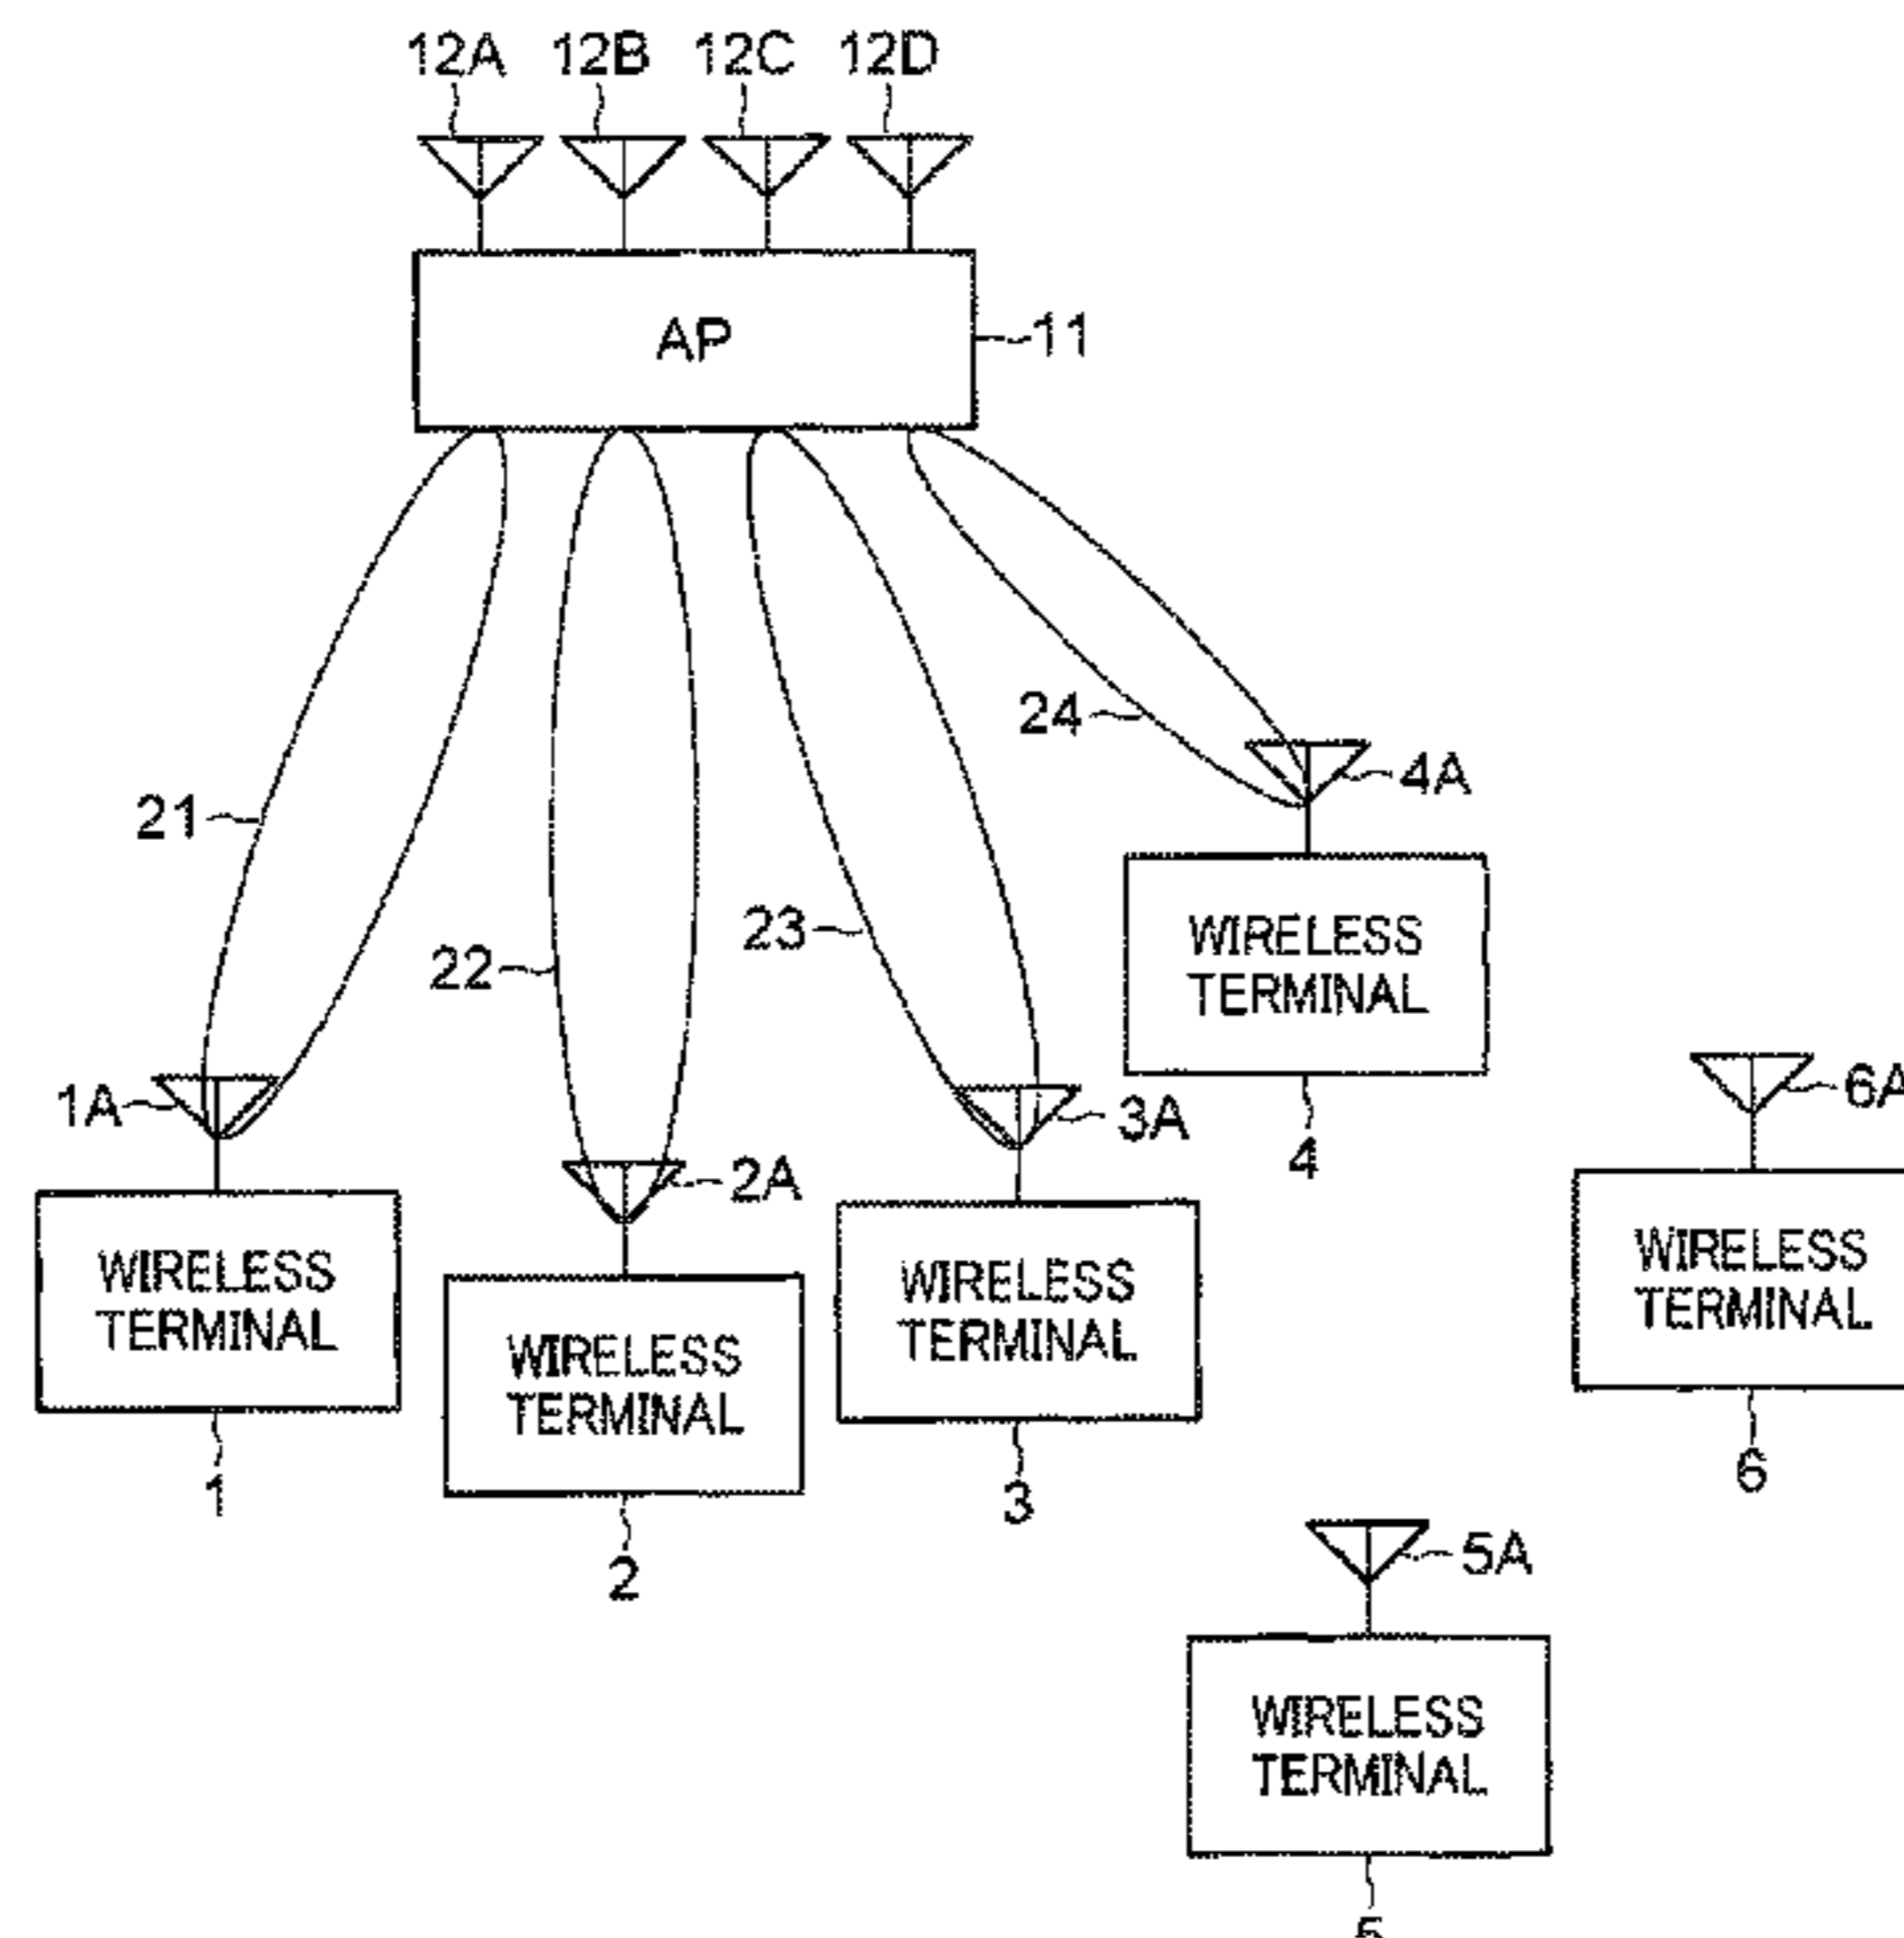 12A 12B 12C 12D
AP
11
24
4A
21
23
22
WIRELESS
TERMINAL
1A
3A
4
6A
2A
WIRELESS
TERMINAL
WIRELESS
TERMINAL
WIRELESS
TERMINAL
WIRELESS
TERMINAL
1
3
6
2
5A
WIRELESS
TERMINAL
5